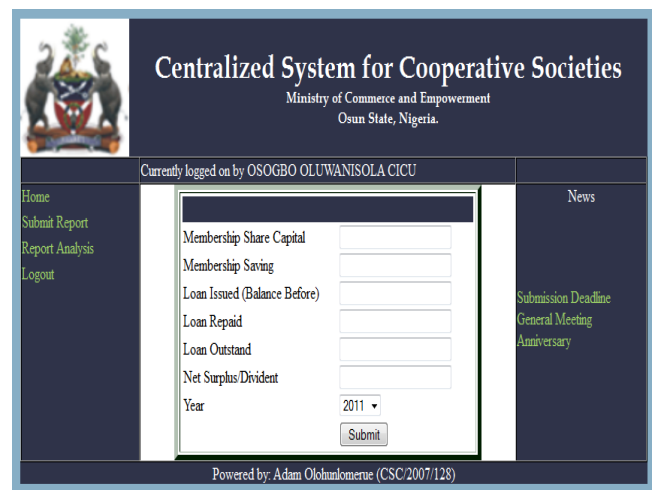 Centralized System for Cooperative Societies
Ministry of Commerce and Empowerment
Osun State, Nigeria.
Currently logged on by OSOGBO OLUWANISOLA CICU
Home
Submit Report
Report Analysis
Logout
Membership Share Capital
Membership Saving
Loan Issued (Balance Before)
Loan Repaid
Loan Outstand
Net Surplus/Divident
Year 2011
Submit
News
Submission Deadline
General Meeting
Anniversary
Powered by: Adam Olohunlomerue (CSC/2007/128)